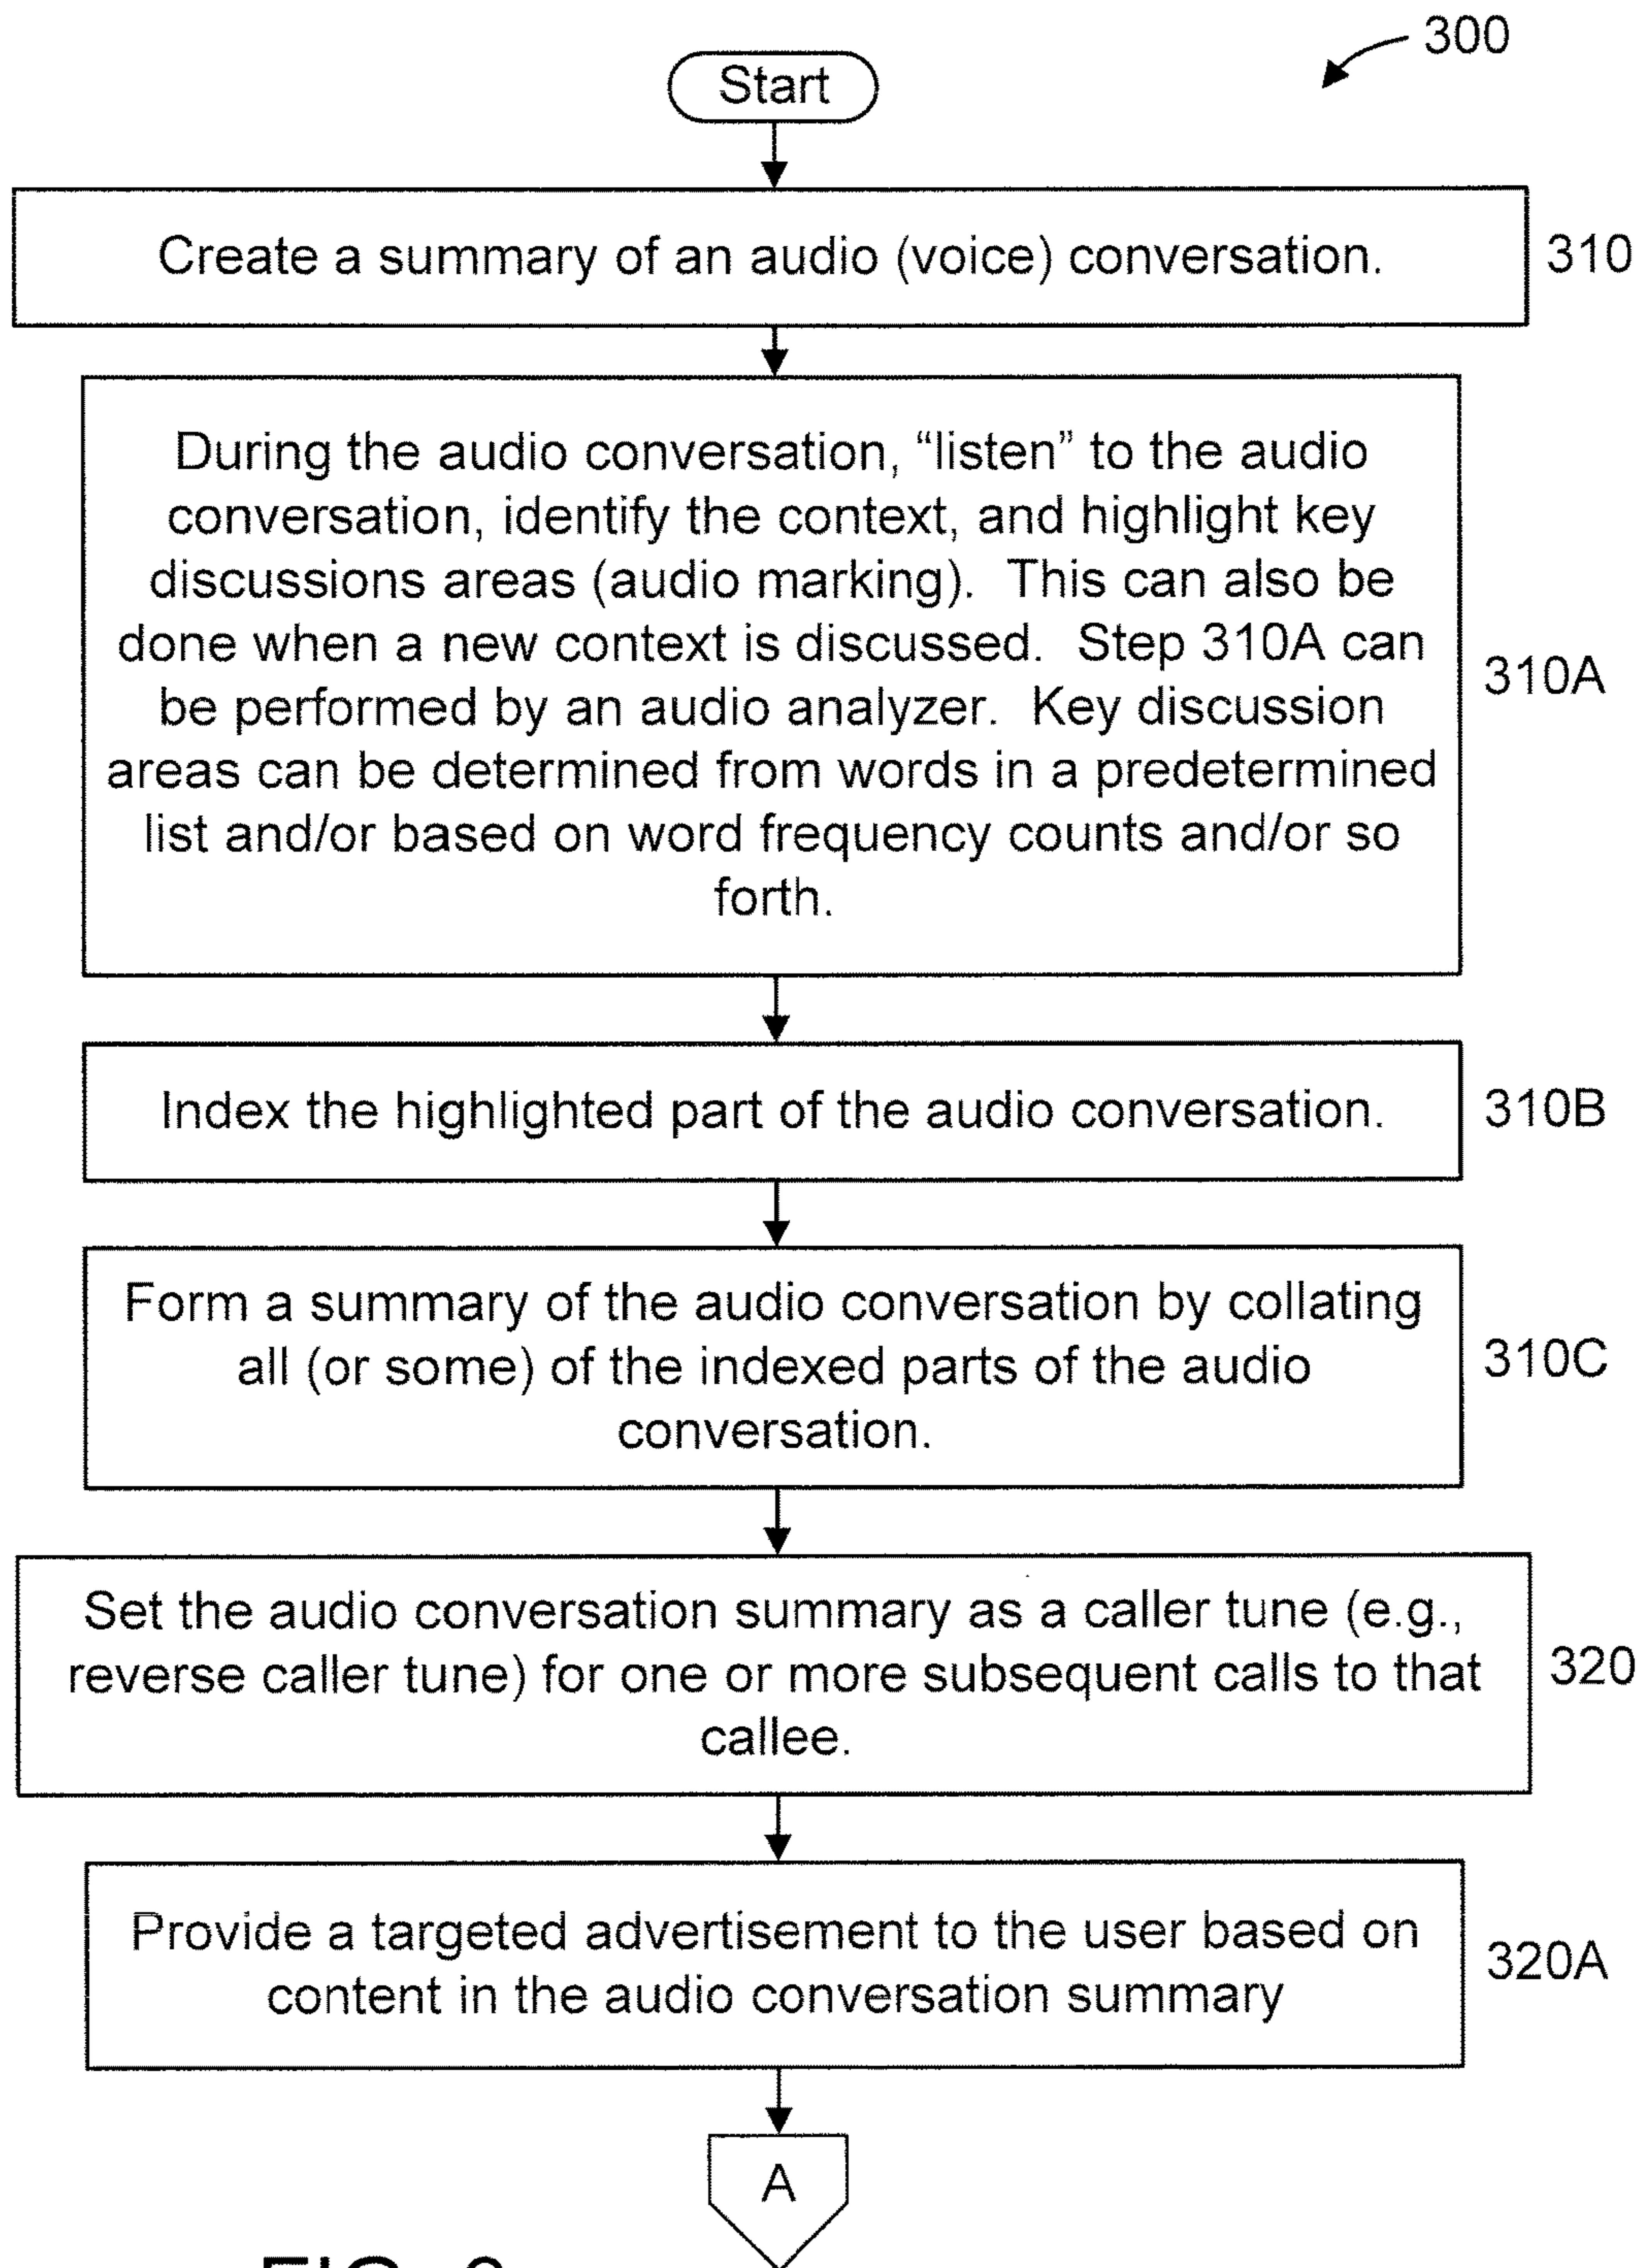 300
Start
Create a summary of an audio (voice) conversation.
310
During the audio conversation, “listen” to the audio
conversation, identify the context, and highlight key
discussions areas (audio marking).  This can also be
done when a new context is discussed.  Step 310A can
be performed by an audio analyzer.  Key discussion
areas can be determined from words in a predetermined
list and/or based on word frequency counts and/or so
forth.
310A
Index the highlighted part of the audio conversation.
310B
Form a summary of the audio conversation by collating
all (or some) of the indexed parts of the audio
conversation.
310C
Set the audio conversation summary as a caller tune (e.g.,
reverse caller tune) for one or more subsequent calls to that
callee.
320
Provide a targeted advertisement to the user based on
content in the audio conversation summary
320A
A
FIG.